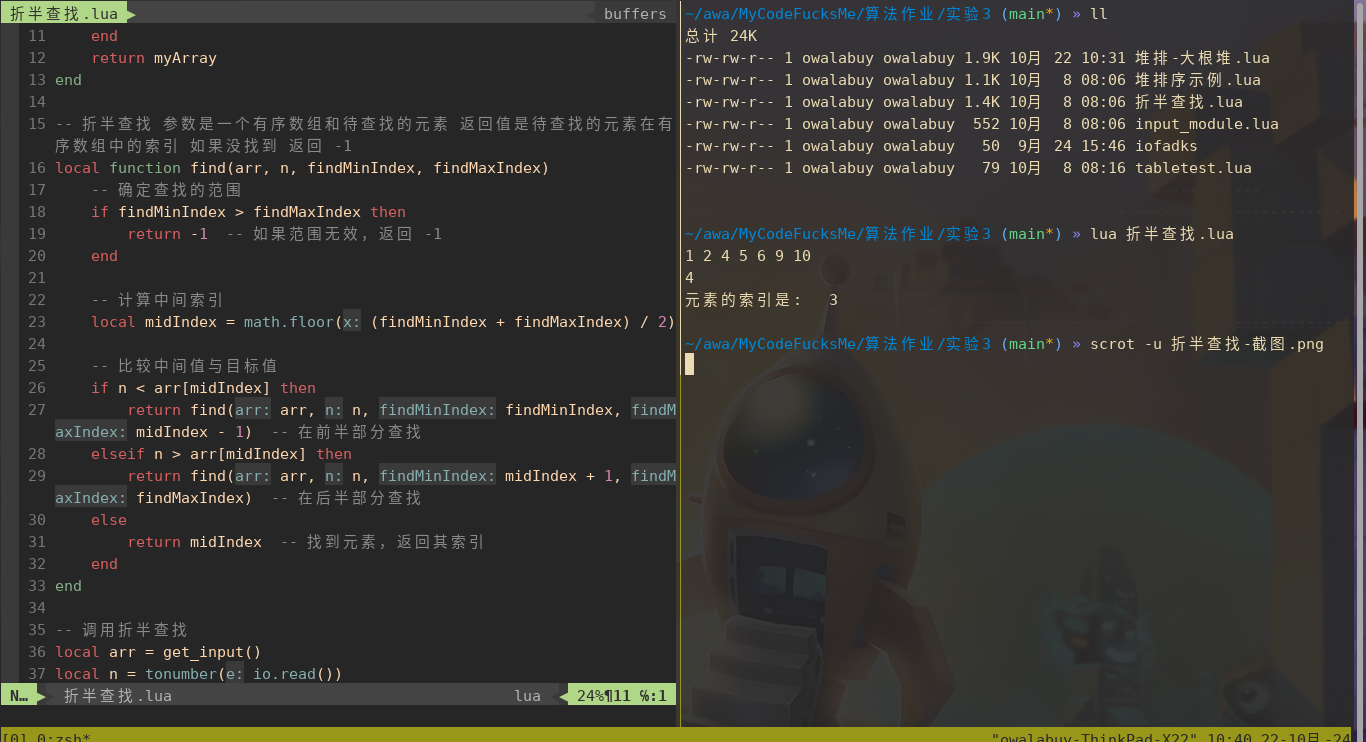 折半查找.lua
buffers
11     end
12     return myArray
13 end
14
15 -- 折半查找 参数是一个有序数组和待查找的元素 返回值是待查找的元素在有
序数组中的索引 如果没找到 返回 -1
16 local function find(arr, n, findMinIndex, findMaxIndex)
17     -- 确定查找的范围
18     if findMinIndex > findMaxIndex then
19         return -1  -- 如果范围无效，返回 -1
20     end
21
22     -- 计算中间索引
23     local midIndex = math.floor(x: (findMinIndex + findMaxIndex) / 2)
24
25     -- 比较中间值与目标值
26     if n < arr[midIndex] then
27         return find(arr: arr, n: n, findMinIndex: findMinIndex, findM
axIndex: midIndex - 1)  -- 在前半部分查找
28     elseif n > arr[midIndex] then
29         return find(arr: arr, n: n, findMinIndex: midIndex + 1, findM
axIndex: findMaxIndex)  -- 在后半部分查找
30     else
31         return midIndex  -- 找到元素，返回其索引
32     end
33 end
34
35 -- 调用折半查找
36 local arr = get_input()
37 local n = tonumber(e: io.read())
N… 折半查找.lua lua 24%¶11 ℅:1
~/awa/MyCodeFucksMe/算法作业/实验3 (main*) » ll
总计 24K
-rw-rw-r-- 1 owalabuy owalabuy 1.9K 10月 22 10:31 堆排-大根堆.lua
-rw-rw-r-- 1 owalabuy owalabuy 1.1K 10月  8 08:06 堆排序示例.lua
-rw-rw-r-- 1 owalabuy owalabuy 1.4K 10月  8 08:06 折半查找.lua
-rw-rw-r-- 1 owalabuy owalabuy  552 10月  8 08:06 input_module.lua
-rw-rw-r-- 1 owalabuy owalabuy   50  9月 24 15:46 iofadks
-rw-rw-r-- 1 owalabuy owalabuy   79 10月  8 08:16 tabletest.lua
~/awa/MyCodeFucksMe/算法作业/实验3 (main*) » lua 折半查找.lua
1 2 4 5 6 9 10
4
元素的索引是:   3
~/awa/MyCodeFucksMe/算法作业/实验3 (main*) » scrot -u 折半查找-截图.png
[0] 0:zsh*
"owalabuy-ThinkPad-X22" 10:40 22-10月-24